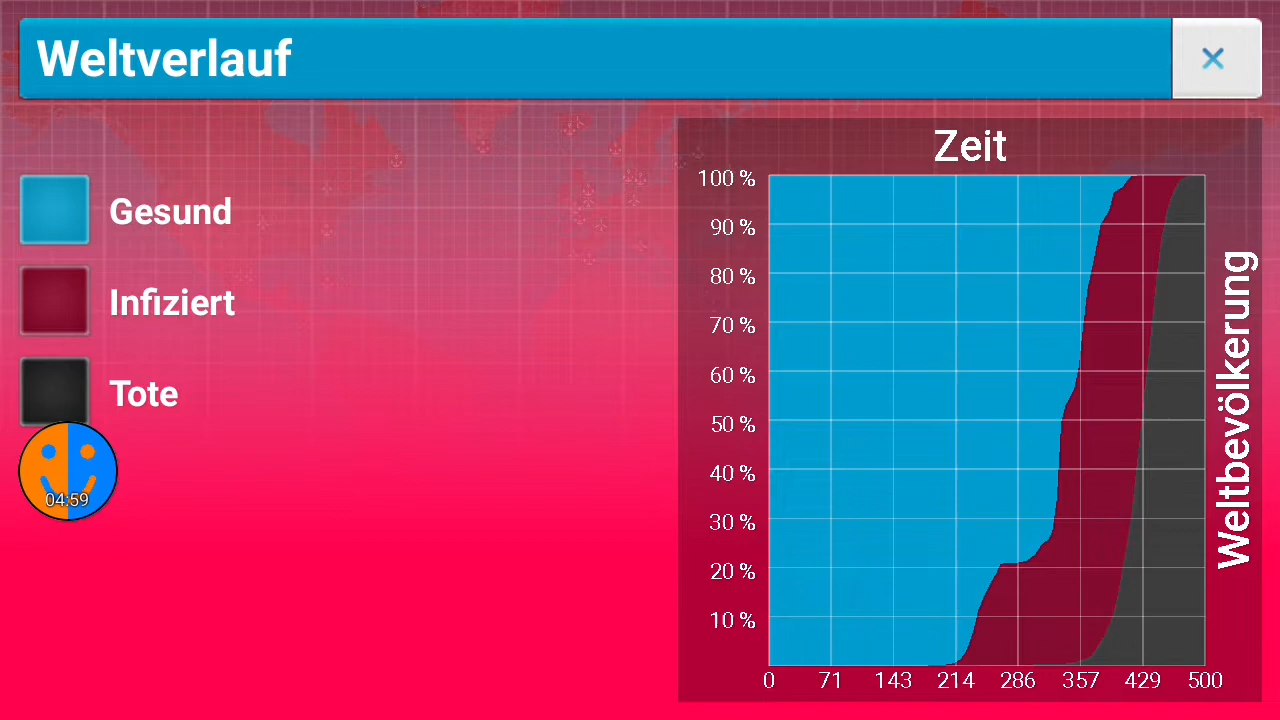 Weltverlauf
×
Gesund
Infiziert
Tote
04:59
Zeit
100 %
90 %
80 %
70 %
60 %
50 %
40 %
30 %
20 %
10 %
0 71 143 214 286 357 429 500
Weltbevölkerung